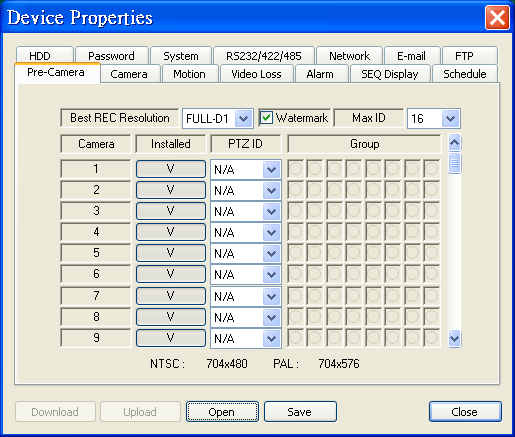 Device Properties
HDD Password System RS232/422/485 Network E-mail FTP
Pre-Camera Camera Motion Video Loss Alarm SEQ Display Schedule
Best REC Resolution FULL-D1 Watermark Max ID 16
Camera Installed PTZ ID Group
1 V N/A
2 V N/A
3 V N/A
4 V N/A
5 V N/A
6 V N/A
7 V N/A
8 V N/A
9 V N/A
NTSC : 704x480 PAL : 704x576
Download Upload Open Save Close